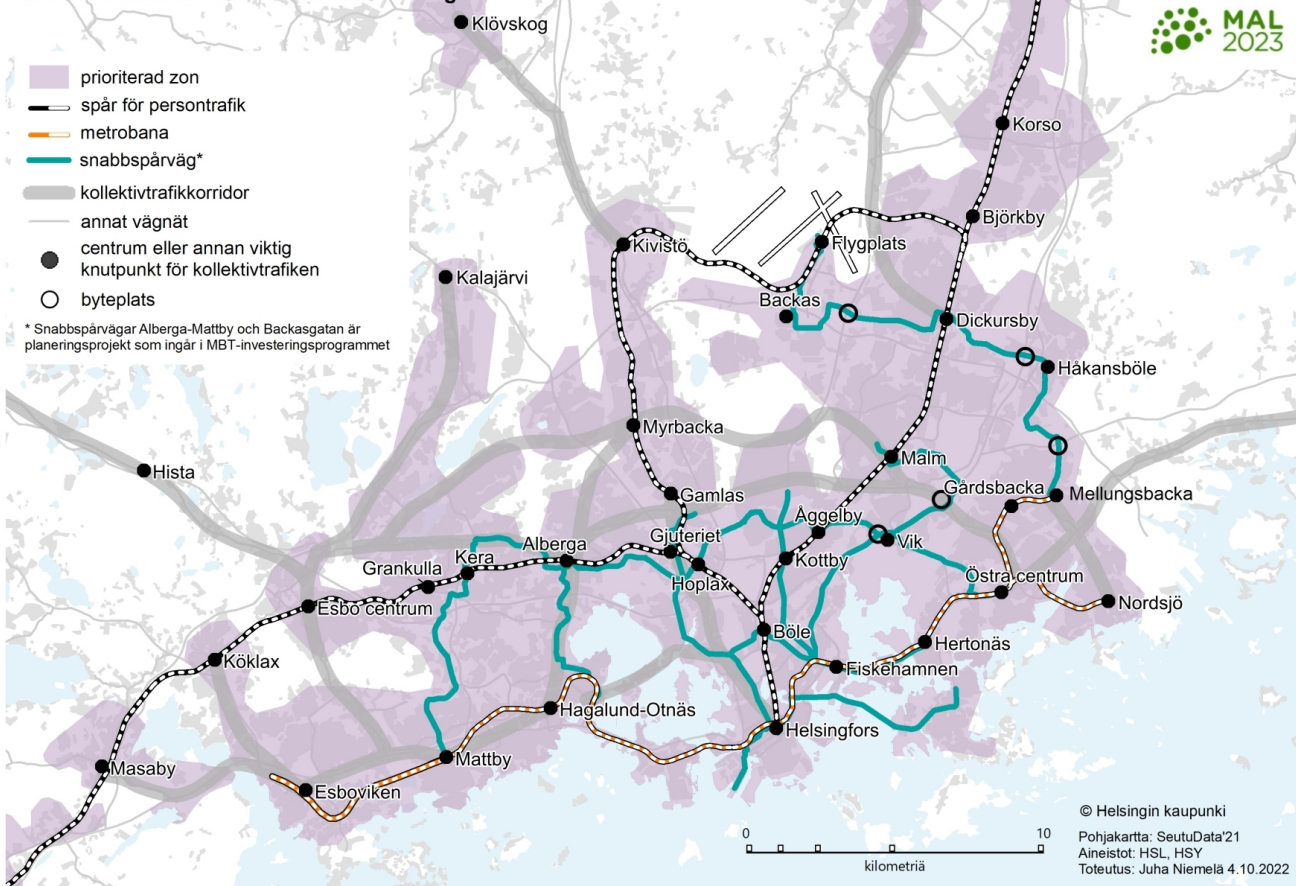 Klövskog
MAL
2023
prioriterad zon
spår för persontrafik
metrobana
snabbspårväg*
kollektivtrafikkorridor
annat vägnät
centrum eller annan viktig
knutpunkt för kollektivtrafiken
byteplats
* Snabbspårvägar Alberga-Mattby och Backasgatan är
planeringsprojekt som ingår i MBT-investeringsprogrammet
Korso
Björkby
Kivistö
Flygplats
Kalajärvi
Backas
Dickursby
Håkansböle
Myrbacka
Malm
Hista
Gårdsbacka
Mellungsbacka
Gamlas
Åggelby
Gjuteriet
Vik
Alberga
Kera
Kottby
Grankulla
Hoplax
Östra centrum
Esbo centrum
Nordsjö
Böle
Hertonäs
Köklax
Fiskehamnen
Hagalund-Otnäs
Helsingfors
Mattby
Masaby
Esboviken
© Helsingin kaupunki
0 10
kilometriä
Pohjakartta: SeutuData'21
Aineistot: HSL, HSY
Toteutus: Juha Niemelä 4.10.2022